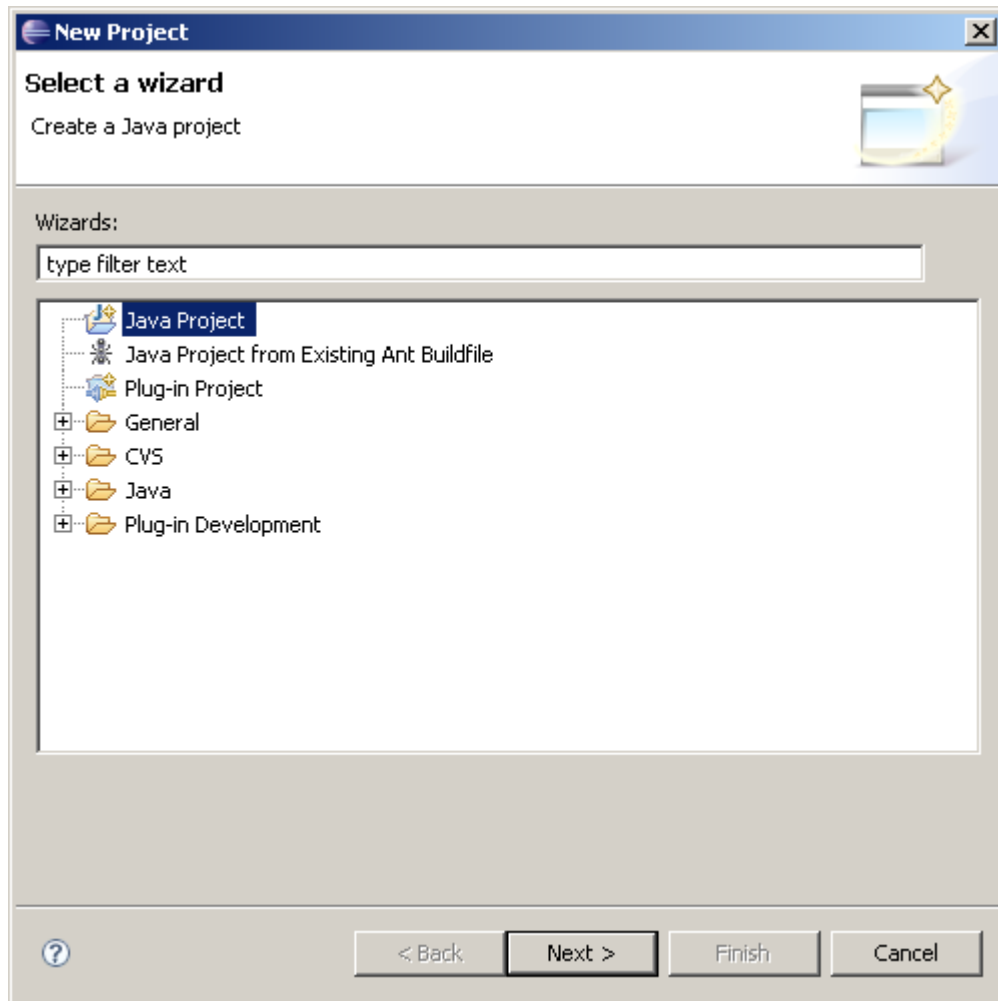 New Project
Select a wizard
Create a Java project
Wizards:
type filter text
Java Project
Java Project from Existing Ant Buildfile
Plug-in Project
General
CVS
Java
Plug-in Development
? < Back Next > Finish Cancel